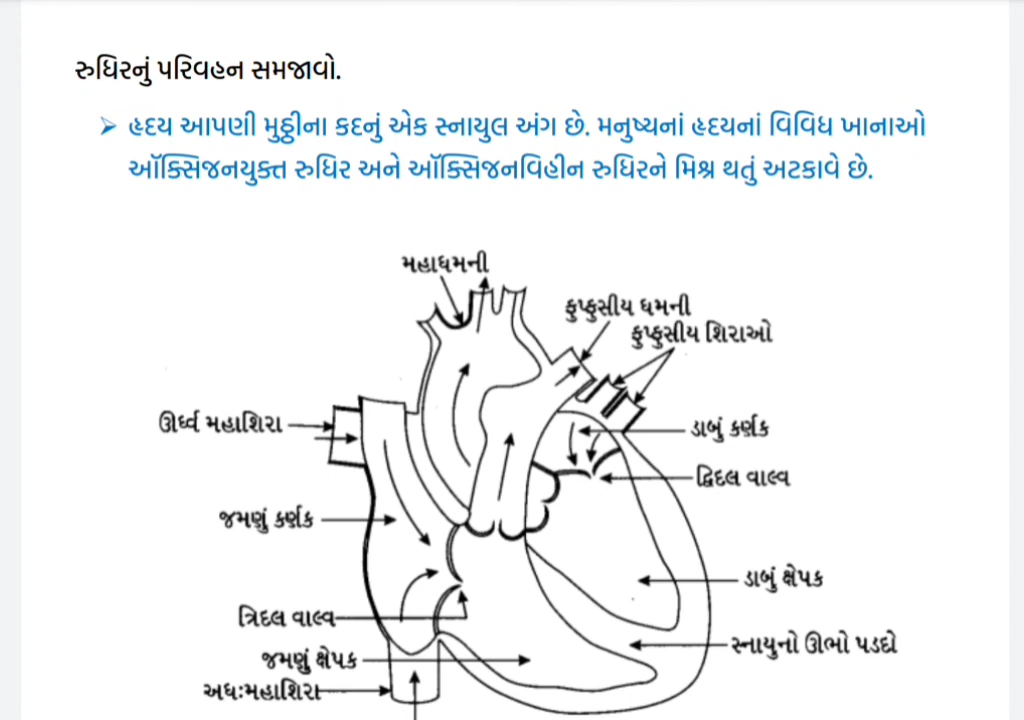 રુધિરનું પરિવહન સમજાવો.
➢ હૃદય આપણી મુઠ્ઠીના કદનું એક સ્નાયુલ અંગ છે. મનુષ્યનાં હૃદયનાં વિવિધ ખાનાઓ
ઑક્સિજનયુક્ત રુધિર અને ઑક્સિજનવિહીન રુધિરને મિશ્ર થતું અટકાવે છે.
મહાધમની
ફુપ્ફુસીય ધમની
ફુપ્ફુસીય શિરાઓ
ઊર્ધ્વ મહાશિરા
ડાબું કર્ણક
દ્વિદલ વાલ્વ
જમણું કર્ણક
ડાબું ક્ષેપક
ત્રિદલ વાલ્વ
સ્નાયુનો ઊભો પડદો
જમણું ક્ષેપક
અધઃમહાશિરા